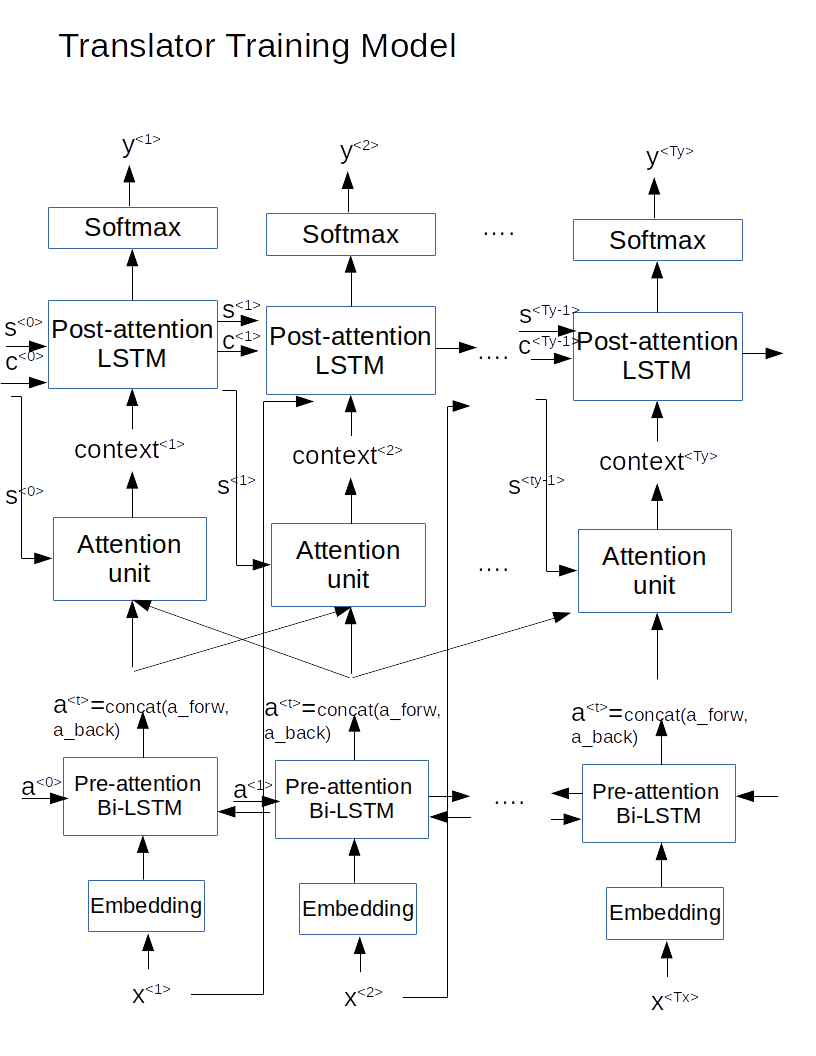 Translator Training Model
y<1>
y<2>
y<Ty>
Softmax
Softmax
....
Softmax
s<0>
c<0>
Post-attention
LSTM
s<1>
c<1>
Post-attention
LSTM
....
s<Ty-1>
c<Ty-1>
Post-attention
LSTM
context<1>
context<2>
context<Ty>
s<0>
s<1>
s<ty-1>
Attention
unit
Attention
unit
....
Attention
unit
a<t>=concat(a_forw,
a_back)
a<t>=concat(a_forw,
a_back)
a<t>=concat(a_forw,
a_back)
a<0>
Pre-attention
Bi-LSTM
a<1>
Pre-attention
Bi-LSTM
....
Pre-attention
Bi-LSTM
Embedding
Embedding
Embedding
x<1>
x<2>
x<Tx>